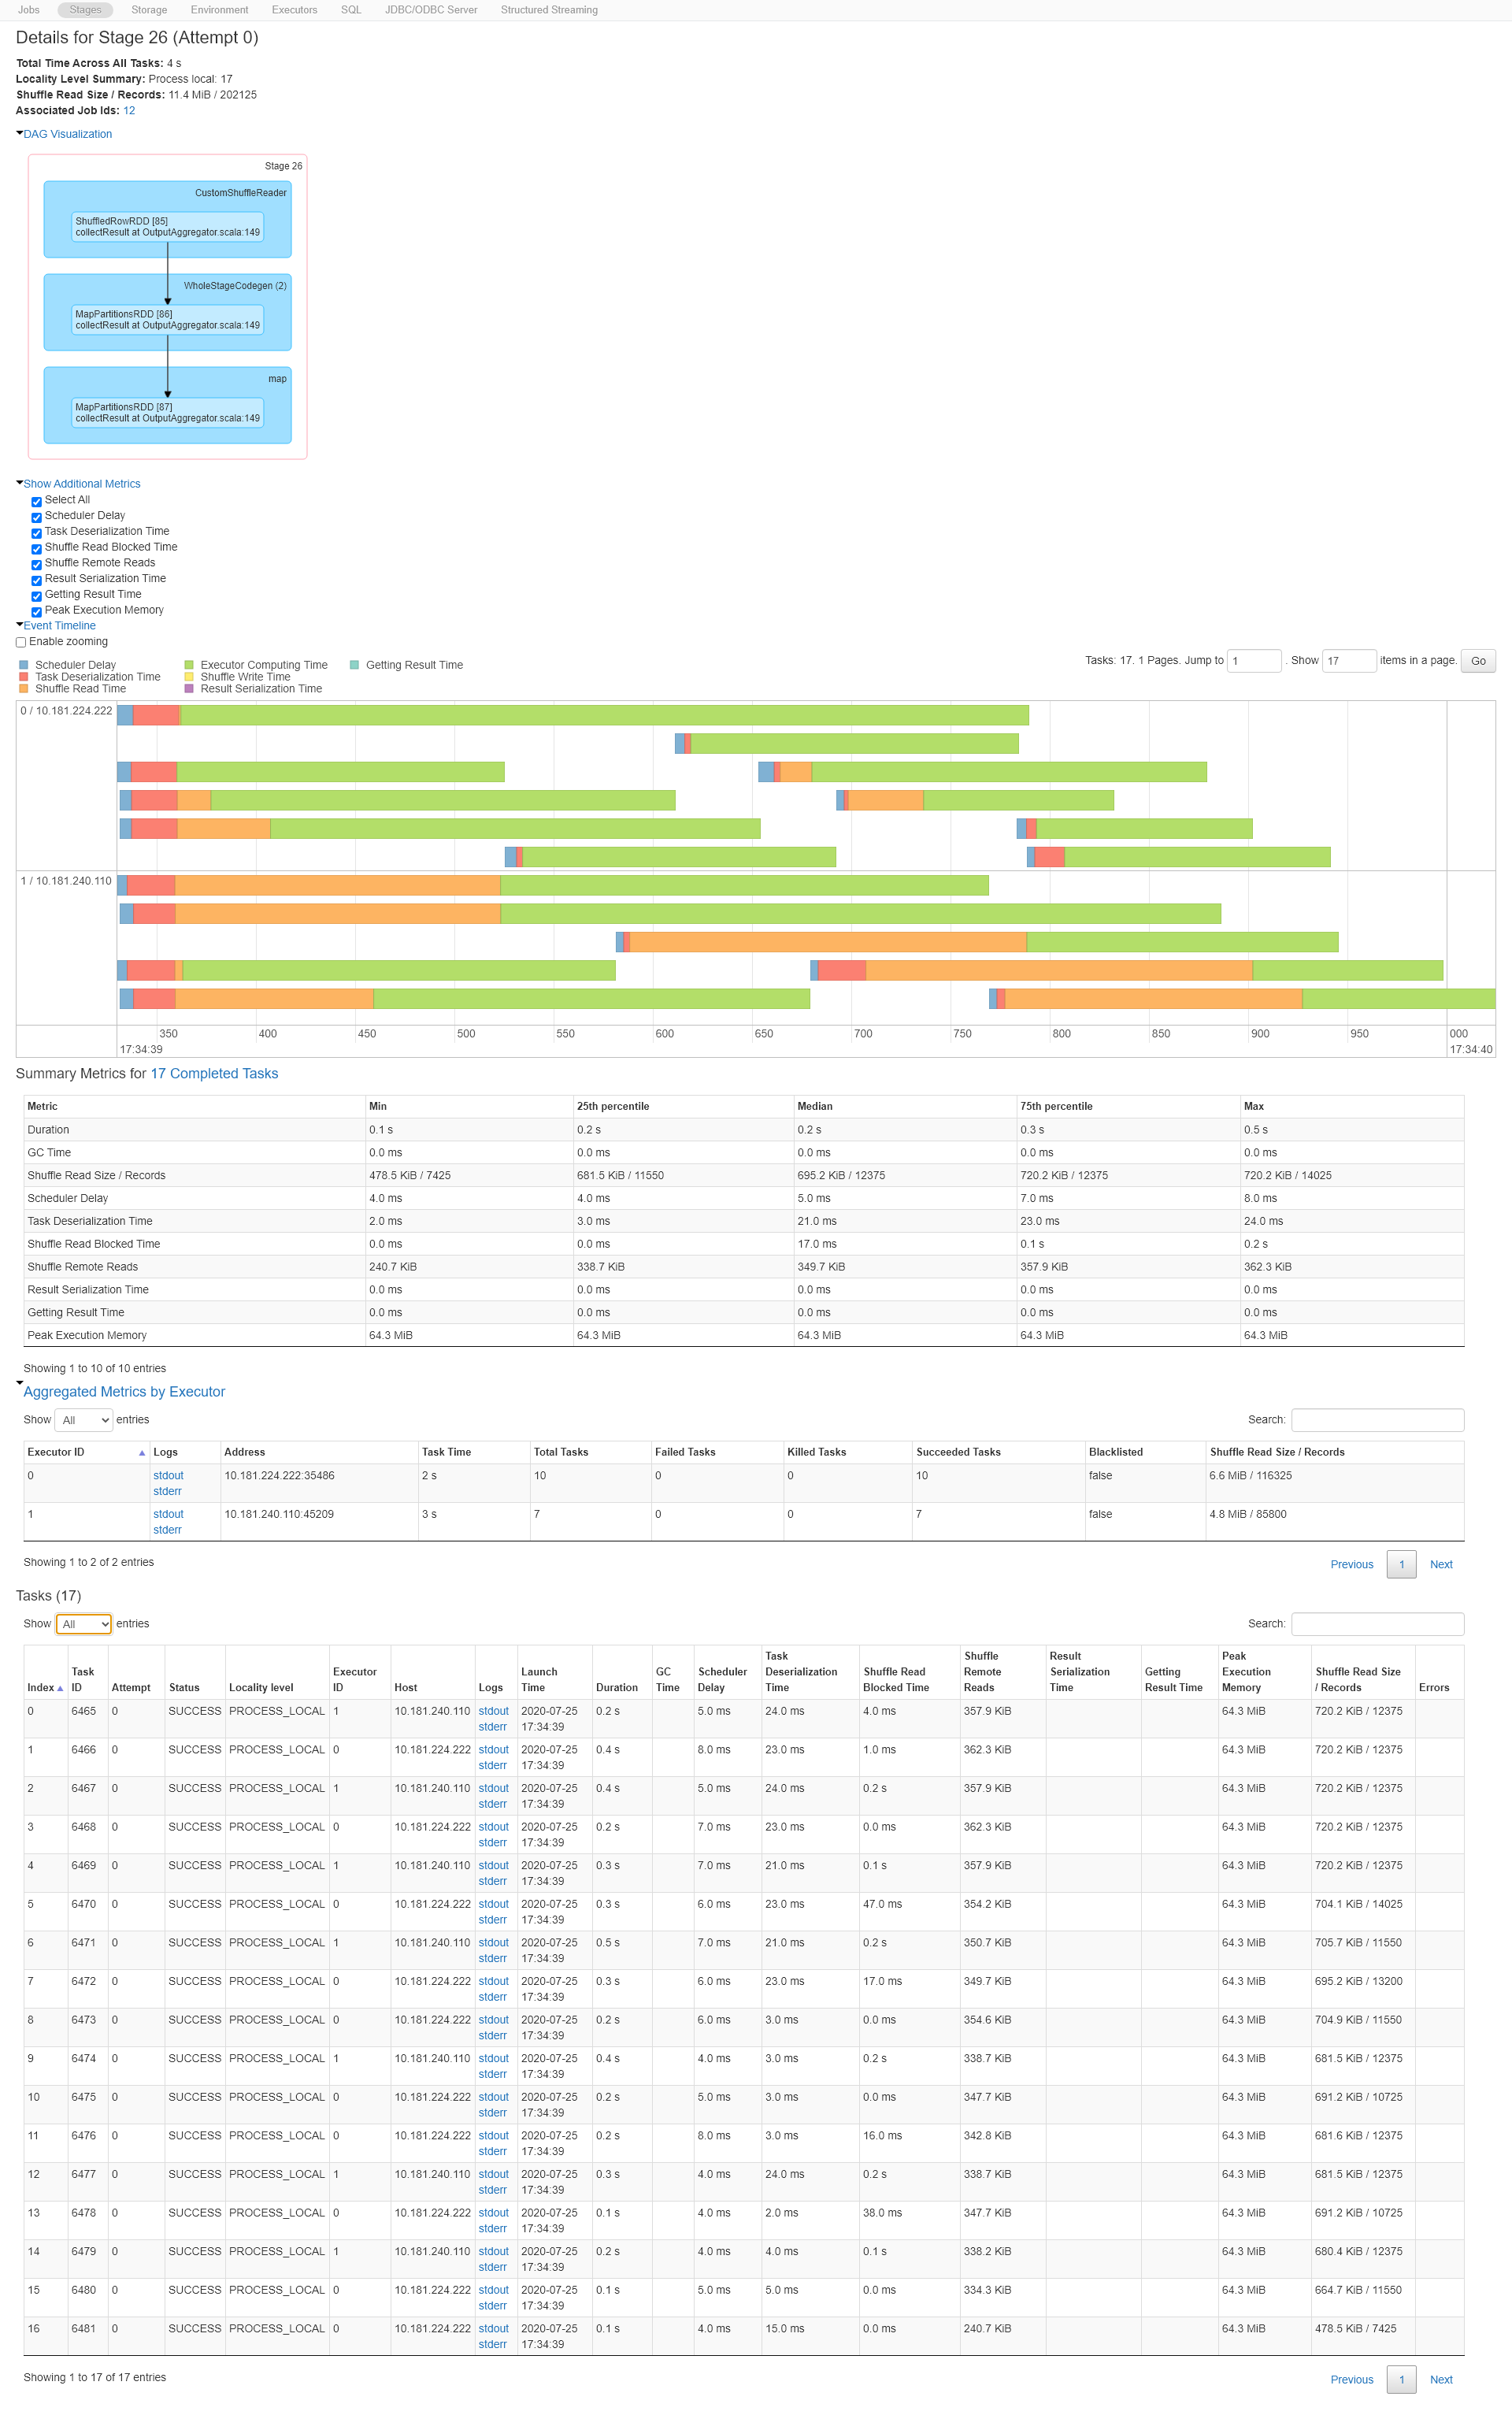 Jobs Stages Storage Environment Executors SQL JDBC/ODBC Server Structured Streaming
Details for Stage 26 (Attempt 0)
Total Time Across All Tasks: 4 s
Locality Level Summary: Process local: 17
Shuffle Read Size / Records: 11.4 MiB / 202125
Associated Job Ids: 12
DAG Visualization
Stage 26
CustomShuffleReader
ShuffledRowRDD [85]
collectResult at OutputAggregator.scala:149
WholeStageCodegen (2)
MapPartitionsRDD [86]
collectResult at OutputAggregator.scala:149
map
MapPartitionsRDD [87]
collectResult at OutputAggregator.scala:149
Show Additional Metrics
Select All
Scheduler Delay
Task Deserialization Time
Shuffle Read Blocked Time
Shuffle Remote Reads
Result Serialization Time
Getting Result Time
Peak Execution Memory
Event Timeline
Enable zooming
Tasks: 17. 1 Pages. Jump to 1 . Show 17 items in a page. Go
Scheduler Delay Executor Computing Time Getting Result Time
Task Deserialization Time Shuffle Write Time
Shuffle Read Time Result Serialization Time
0 / 10.181.224.222
1 / 10.181.240.110
350 400 450 500 550 600 650 700 750 800 850 900 950 000
17:34:39 17:34:40
Summary Metrics for 17 Completed Tasks
Metric Min 25th percentile Median 75th percentile Max
Duration 0.1 s 0.2 s 0.2 s 0.3 s 0.5 s
GC Time 0.0 ms 0.0 ms 0.0 ms 0.0 ms 0.0 ms
Shuffle Read Size / Records 478.5 KiB / 7425 681.5 KiB / 11550 695.2 KiB / 12375 720.2 KiB / 12375 720.2 KiB / 14025
Scheduler Delay 4.0 ms 4.0 ms 5.0 ms 7.0 ms 8.0 ms
Task Deserialization Time 2.0 ms 3.0 ms 21.0 ms 23.0 ms 24.0 ms
Shuffle Read Blocked Time 0.0 ms 0.0 ms 17.0 ms 0.1 s 0.2 s
Shuffle Remote Reads 240.7 KiB 338.7 KiB 349.7 KiB 357.9 KiB 362.3 KiB
Result Serialization Time 0.0 ms 0.0 ms 0.0 ms 0.0 ms 0.0 ms
Getting Result Time 0.0 ms 0.0 ms 0.0 ms 0.0 ms 0.0 ms
Peak Execution Memory 64.3 MiB 64.3 MiB 64.3 MiB 64.3 MiB 64.3 MiB
Showing 1 to 10 of 10 entries
Aggregated Metrics by Executor
Show All entries Search:
Executor ID Logs Address Task Time Total Tasks Failed Tasks Killed Tasks Succeeded Tasks Blacklisted Shuffle Read Size / Records
0 stdout 10.181.224.222:35486 2 s 10 0 0 10 false 6.6 MiB / 116325
stderr
1 stdout 10.181.240.110:45209 3 s 7 0 0 7 false 4.8 MiB / 85800
stderr
Showing 1 to 2 of 2 entries Previous 1 Next
Tasks (17)
Show All entries Search:
Task Shuffle Result Peak
Task Executor Launch GC Scheduler Deserialization Shuffle Read Remote Serialization Getting Execution Shuffle Read Size
Index ID Attempt Status Locality level ID Host Logs Time Duration Time Delay Time Blocked Time Reads Time Result Time Memory / Records Errors
0 6465 0 SUCCESS PROCESS_LOCAL 1 10.181.240.110 stdout 2020-07-25 0.2 s 5.0 ms 24.0 ms 4.0 ms 357.9 KiB 64.3 MiB 720.2 KiB / 12375
stderr 17:34:39
1 6466 0 SUCCESS PROCESS_LOCAL 0 10.181.224.222 stdout 2020-07-25 0.4 s 8.0 ms 23.0 ms 1.0 ms 362.3 KiB 64.3 MiB 720.2 KiB / 12375
stderr 17:34:39
2 6467 0 SUCCESS PROCESS_LOCAL 1 10.181.240.110 stdout 2020-07-25 0.4 s 5.0 ms 24.0 ms 0.2 s 357.9 KiB 64.3 MiB 720.2 KiB / 12375
stderr 17:34:39
3 6468 0 SUCCESS PROCESS_LOCAL 0 10.181.224.222 stdout 2020-07-25 0.2 s 7.0 ms 23.0 ms 0.0 ms 362.3 KiB 64.3 MiB 720.2 KiB / 12375
stderr 17:34:39
4 6469 0 SUCCESS PROCESS_LOCAL 1 10.181.240.110 stdout 2020-07-25 0.3 s 7.0 ms 21.0 ms 0.1 s 357.9 KiB 64.3 MiB 720.2 KiB / 12375
stderr 17:34:39
5 6470 0 SUCCESS PROCESS_LOCAL 0 10.181.224.222 stdout 2020-07-25 0.3 s 6.0 ms 23.0 ms 47.0 ms 354.2 KiB 64.3 MiB 704.1 KiB / 14025
stderr 17:34:39
6 6471 0 SUCCESS PROCESS_LOCAL 1 10.181.240.110 stdout 2020-07-25 0.5 s 7.0 ms 21.0 ms 0.2 s 350.7 KiB 64.3 MiB 705.7 KiB / 11550
stderr 17:34:39
7 6472 0 SUCCESS PROCESS_LOCAL 0 10.181.224.222 stdout 2020-07-25 0.3 s 6.0 ms 23.0 ms 17.0 ms 349.7 KiB 64.3 MiB 695.2 KiB / 13200
stderr 17:34:39
8 6473 0 SUCCESS PROCESS_LOCAL 0 10.181.224.222 stdout 2020-07-25 0.2 s 6.0 ms 3.0 ms 0.0 ms 354.6 KiB 64.3 MiB 704.9 KiB / 11550
stderr 17:34:39
9 6474 0 SUCCESS PROCESS_LOCAL 1 10.181.240.110 stdout 2020-07-25 0.4 s 4.0 ms 3.0 ms 0.2 s 338.7 KiB 64.3 MiB 681.5 KiB / 12375
stderr 17:34:39
10 6475 0 SUCCESS PROCESS_LOCAL 0 10.181.224.222 stdout 2020-07-25 0.2 s 5.0 ms 3.0 ms 0.0 ms 347.7 KiB 64.3 MiB 691.2 KiB / 10725
stderr 17:34:39
11 6476 0 SUCCESS PROCESS_LOCAL 0 10.181.224.222 stdout 2020-07-25 0.2 s 8.0 ms 3.0 ms 16.0 ms 342.8 KiB 64.3 MiB 681.6 KiB / 12375
stderr 17:34:39
12 6477 0 SUCCESS PROCESS_LOCAL 1 10.181.240.110 stdout 2020-07-25 0.3 s 4.0 ms 24.0 ms 0.2 s 338.7 KiB 64.3 MiB 681.5 KiB / 12375
stderr 17:34:39
13 6478 0 SUCCESS PROCESS_LOCAL 0 10.181.224.222 stdout 2020-07-25 0.1 s 4.0 ms 2.0 ms 38.0 ms 347.7 KiB 64.3 MiB 691.2 KiB / 10725
stderr 17:34:39
14 6479 0 SUCCESS PROCESS_LOCAL 1 10.181.240.110 stdout 2020-07-25 0.2 s 4.0 ms 4.0 ms 0.1 s 338.2 KiB 64.3 MiB 680.4 KiB / 12375
stderr 17:34:39
15 6480 0 SUCCESS PROCESS_LOCAL 0 10.181.224.222 stdout 2020-07-25 0.1 s 5.0 ms 5.0 ms 0.0 ms 334.3 KiB 64.3 MiB 664.7 KiB / 11550
stderr 17:34:39
16 6481 0 SUCCESS PROCESS_LOCAL 0 10.181.224.222 stdout 2020-07-25 0.1 s 4.0 ms 15.0 ms 0.0 ms 240.7 KiB 64.3 MiB 478.5 KiB / 7425
stderr 17:34:39
Showing 1 to 17 of 17 entries Previous 1 Next